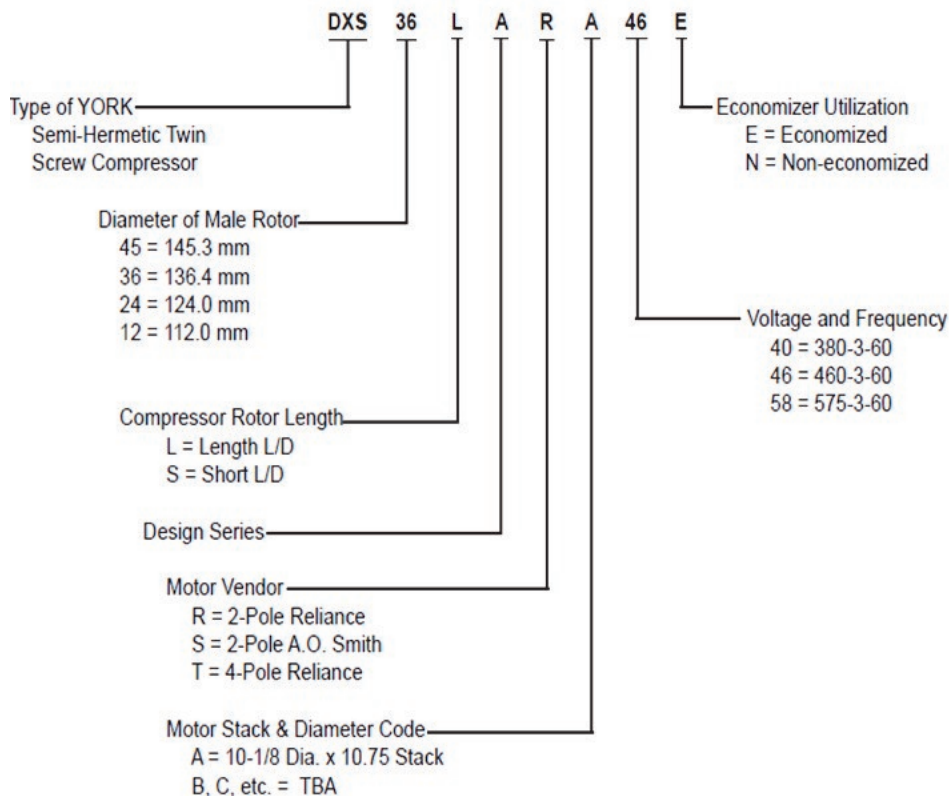 DXS 36 L A R A 46 E
Type of YORK
Semi-Hermetic Twin
Screw Compressor
Economizer Utilization
E = Economized
N = Non-economized
Diameter of Male Rotor
45 = 145.3 mm
36 = 136.4 mm
24 = 124.0 mm
12 = 112.0 mm
Voltage and Frequency
40 = 380-3-60
46 = 460-3-60
58 = 575-3-60
Compressor Rotor Length
L = Length L/D
S = Short L/D
Design Series
Motor Vendor
R = 2-Pole Reliance
S = 2-Pole A.O. Smith
T = 4-Pole Reliance
Motor Stack & Diameter Code
A = 10-1/8 Dia. x 10.75 Stack
B, C, etc. = TBA